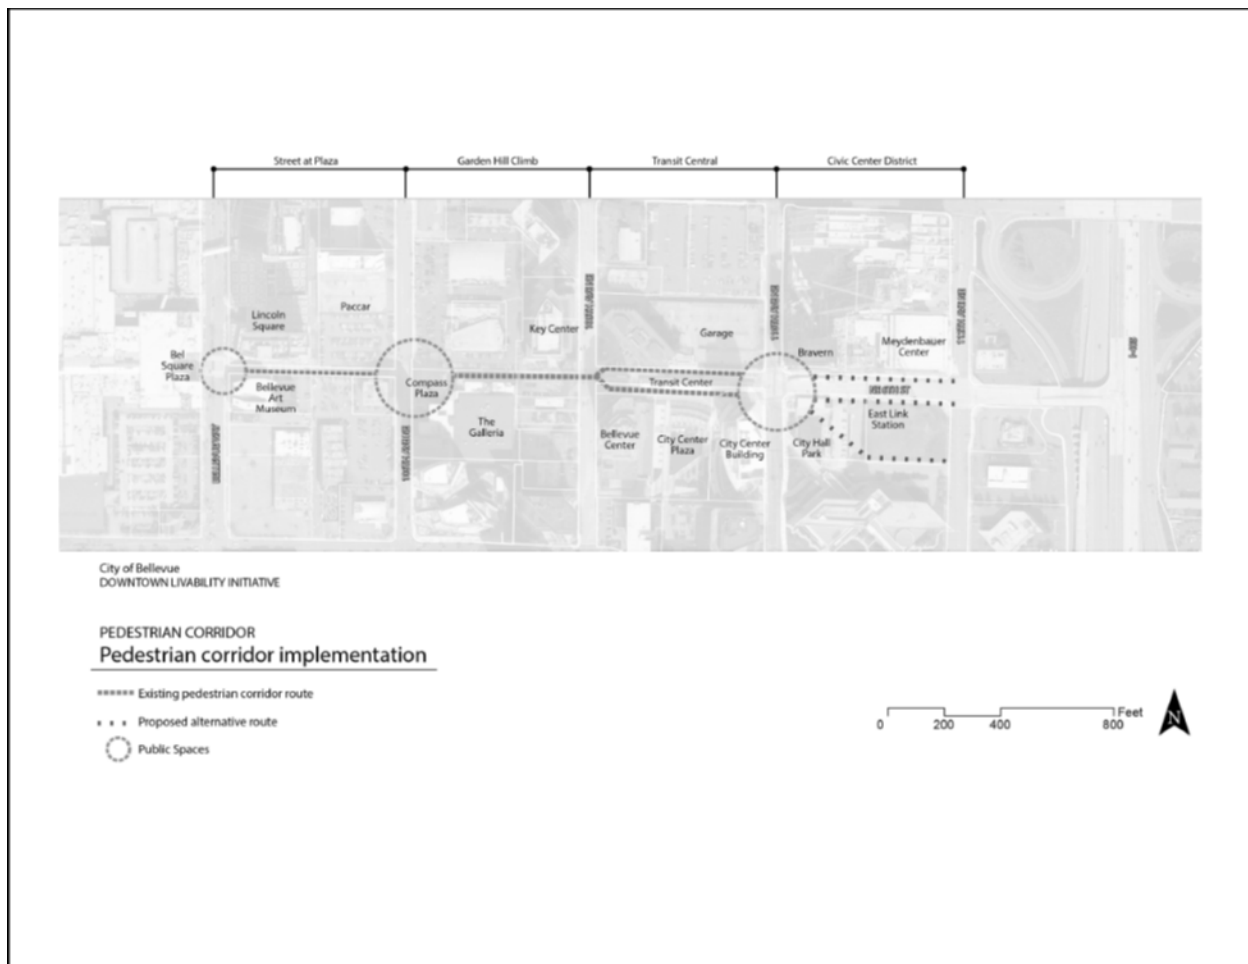 Street at Plaza
Garden Hill Climb
Transit Central
Civic Center District
Lincoln
Square
Paccar
Key Center
Garage
Bravern
Meydenbauer
Center
Bel
Square
Plaza
Bellevue
Art
Museum
Compass
Plaza
Transit Center
The
Galleria
Bellevue
Center
City Center
Plaza
City Center
Building
City Hall
Park
East Link
Station
City of Bellevue
DOWNTOWN LIVABILITY INITIATIVE
PEDESTRIAN CORRIDOR
Pedestrian corridor implementation
Existing pedestrian corridor route
Proposed alternative route
Public Spaces
0 200 400 800 Feet
N